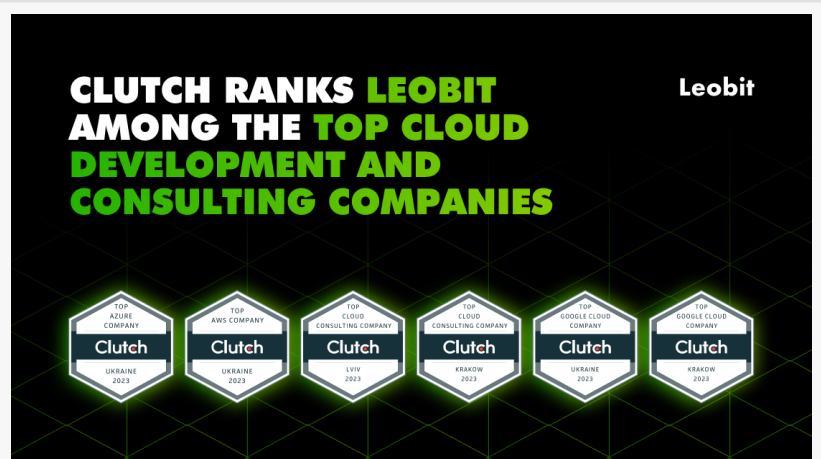 CLUTCH RANKS LEOBIT
AMONG THE TOP CLOUD
DEVELOPMENT AND
CONSULTING COMPANIES
Leobit
TOP
AZURE
COMPANY
Clutch
UKRAINE
2023
TOP
AWS COMPANY
Clutch
UKRAINE
2023
TOP
CLOUD
CONSULTING COMPANY
Clutch
LVIV
2023
TOP
CLOUD
CONSULTING COMPANY
Clutch
KRAKOW
2023
TOP
GOOGLE CLOUD
COMPANY
Clutch
UKRAINE
2023
TOP
GOOGLE CLOUD
COMPANY
Clutch
KRAKOW
2023